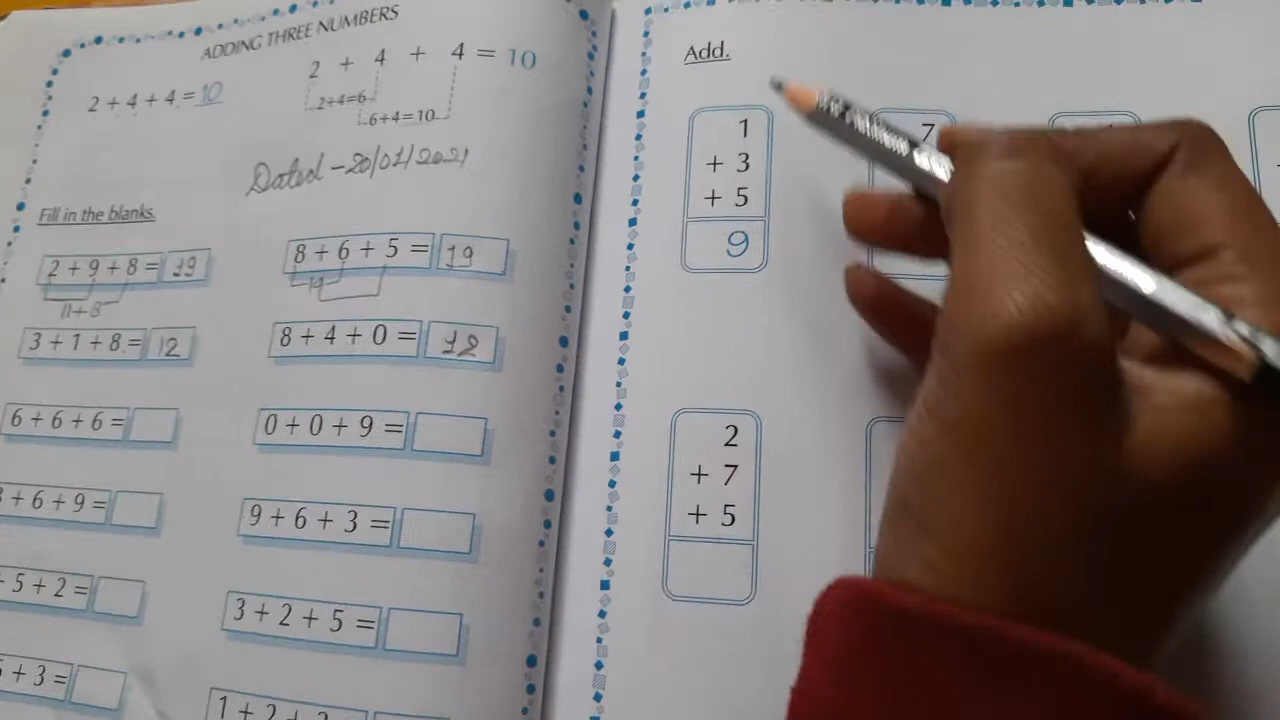 ADDING THREE NUMBERS
2 + 4 + 4 = 10
2 + 4 + 4 = 10
2+4=6
6+4=10
Dated - 20/01/2021
Fill in the blanks.
2 + 9 + 8 = 19
11+8
8 + 6 + 5 = 19
14
3 + 1 + 8 = 12
8 + 4 + 0 = 12
6 + 6 + 6 =
0 + 0 + 9 =
+ 6 + 9 =
9 + 6 + 3 =
+ 5 + 2 =
3 + 2 + 5 =
+ 3 =
1 + 2 +
Add.
1
+ 3
+ 5
9
7
2
+ 7
+ 5